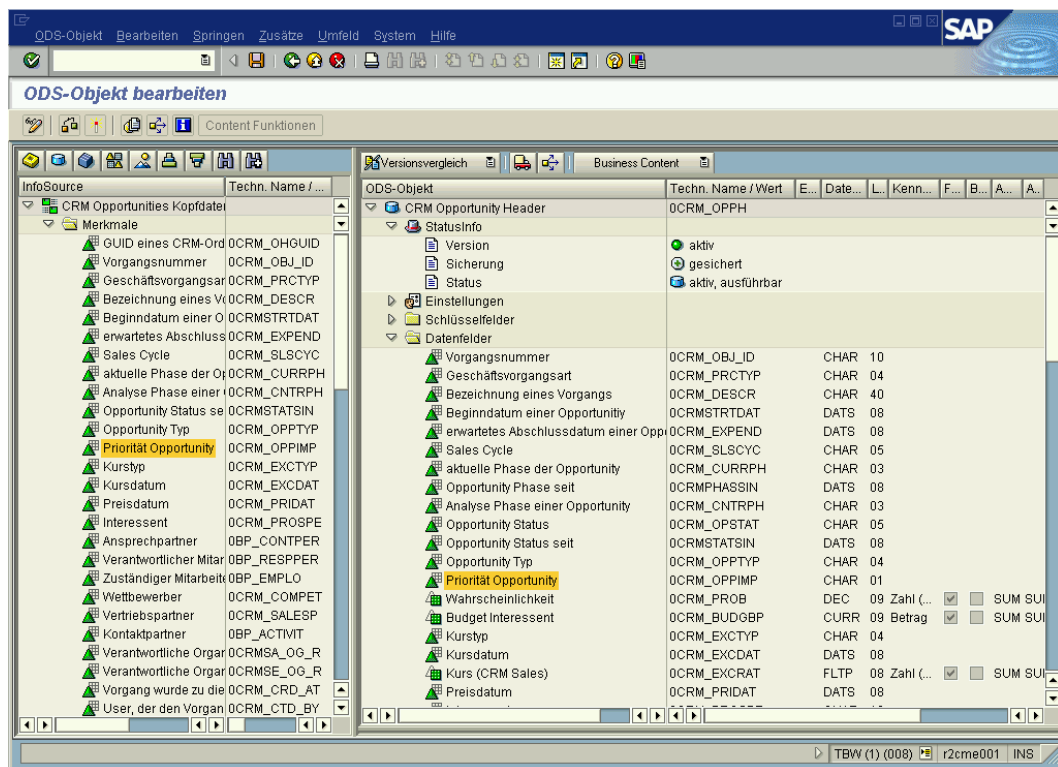 ODS-Objekt Bearbeiten Springen Zusätze Umfeld System Hilfe
SAP
ODS-Objekt bearbeiten
Content Funktionen
Versionsvergleich Business Content
InfoSource Techn. Name / ...
CRM Opportunities Kopfdater
Merkmale
GUID eines CRM-Ord 0CRM_OHGUID
Vorgangsnummer 0CRM_OBJ_ID
Geschäftsvorgangsar 0CRM_PRCTYP
Bezeichnung eines Vo 0CRM_DESCR
Beginndatum einer O 0CRMSTRTDAT
erwartetes Abschluss 0CRM_EXPEND
Sales Cycle 0CRM_SLSCYC
aktuelle Phase der Op 0CRM_CURRPH
Analyse Phase einer 0CRM_CNTRPH
Opportunity Status se 0CRMSTATSIN
Opportunity Typ 0CRM_OPPTYP
Priorität Opportunity 0CRM_OPPIMP
Kurstyp 0CRM_EXCTYP
Kursdatum 0CRM_EXCDAT
Preisdatum 0CRM_PRIDAT
Interessent 0CRM_PROSPE
Ansprechpartner 0BP_CONTPER
Verantwortlicher Mitar 0BP_RESPPER
Zuständiger Mitarbeite 0BP_EMPLO
Wettbewerber 0CRM_COMPET
Vertriebspartner 0CRM_SALESP
Kontaktpartner 0BP_ACTIVIT
Verantwortliche Organ 0CRMSA_OG_R
Verantwortliche Organ 0CRMSE_OG_R
Vorgang wurde zu die 0CRM_CRD_AT
User, der den Vorgan 0CRM_CTD_BY
ODS-Objekt Techn. Name / Wert E... Date... L.. Kenn... F... B... A... A..
CRM Opportunity Header 0CRM_OPPH
StatusInfo
Version aktiv
Sicherung gesichert
Status aktiv, ausführbar
Einstellungen
Schlüsselfelder
Datenfelder
Vorgangsnummer 0CRM_OBJ_ID CHAR 10
Geschäftsvorgangsart 0CRM_PRCTYP CHAR 04
Bezeichnung eines Vorgangs 0CRM_DESCR CHAR 40
Beginndatum einer Opportunitiy 0CRMSTRTDAT DATS 08
erwartetes Abschlussdatum einer Oppo 0CRM_EXPEND DATS 08
Sales Cycle 0CRM_SLSCYC CHAR 05
aktuelle Phase der Opportunity 0CRM_CURRPH CHAR 03
Opportunity Phase seit 0CRMPHASSIN DATS 08
Analyse Phase einer Opportunity 0CRM_CNTRPH CHAR 03
Opportunity Status 0CRM_OPSTAT CHAR 05
Opportunity Status seit 0CRMSTATSIN DATS 08
Opportunity Typ 0CRM_OPPTYP CHAR 04
Priorität Opportunity 0CRM_OPPIMP CHAR 01
Wahrscheinlichkeit 0CRM_PROB DEC 09 Zahl (... SUM SUI
Budget Interessent 0CRM_BUDGBP CURR 09 Betrag SUM SUI
Kurstyp 0CRM_EXCTYP CHAR 04
Kursdatum 0CRM_EXCDAT DATS 08
Kurs (CRM Sales) 0CRM_EXCRAT FLTP 08 Zahl (... SUM SUI
Preisdatum 0CRM_PRIDAT DATS 08
TBW (1) (008) r2cme001 INS